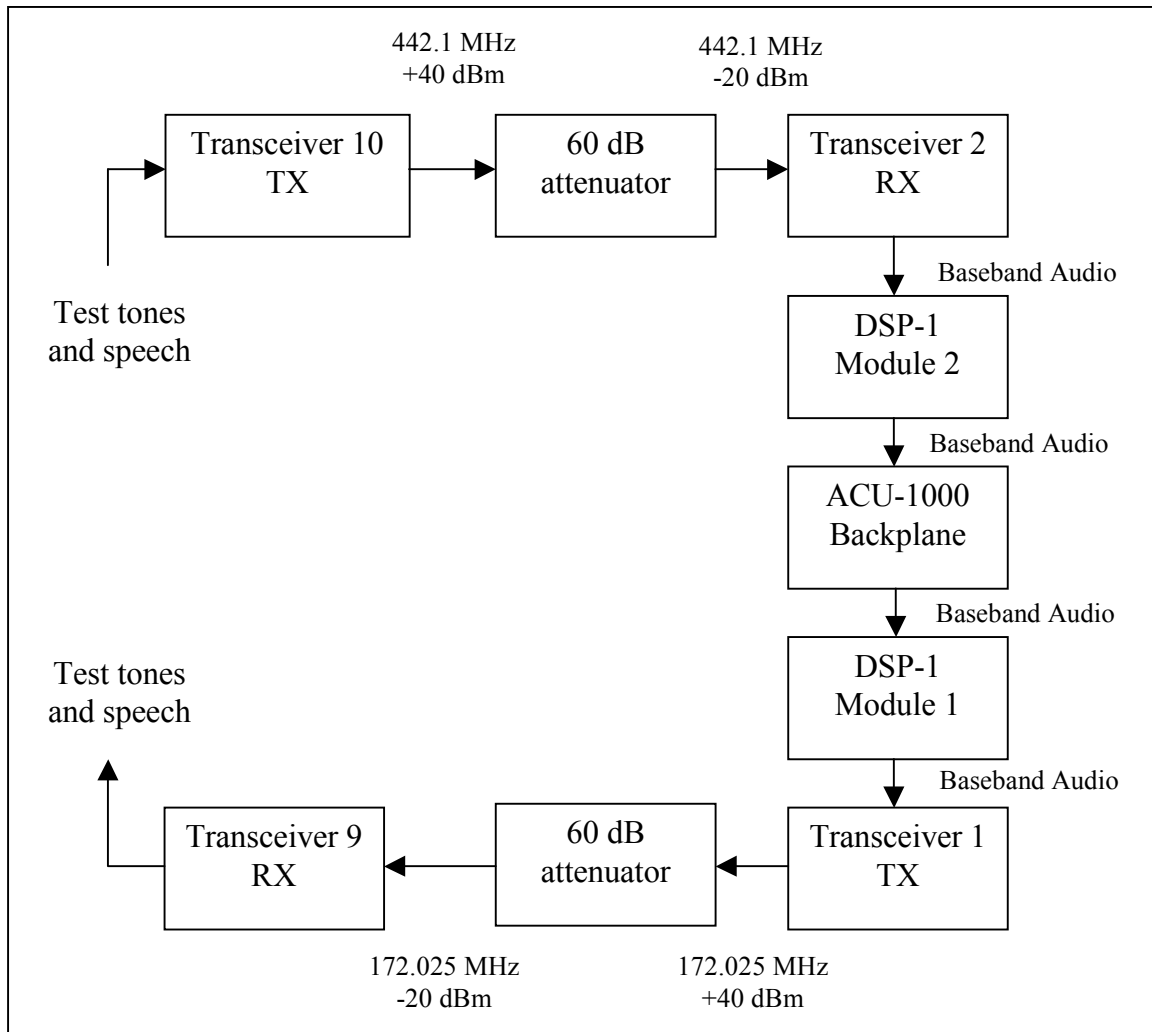 442.1 MHz
+40 dBm
442.1 MHz
-20 dBm
Transceiver 10
TX
60 dB
attenuator
Transceiver 2
RX
Baseband Audio
Test tones
and speech
DSP-1
Module 2
Baseband Audio
ACU-1000
Backplane
Baseband Audio
DSP-1
Module 1
Test tones
and speech
Baseband Audio
Transceiver 9
RX
60 dB
attenuator
Transceiver 1
TX
172.025 MHz
-20 dBm
172.025 MHz
+40 dBm